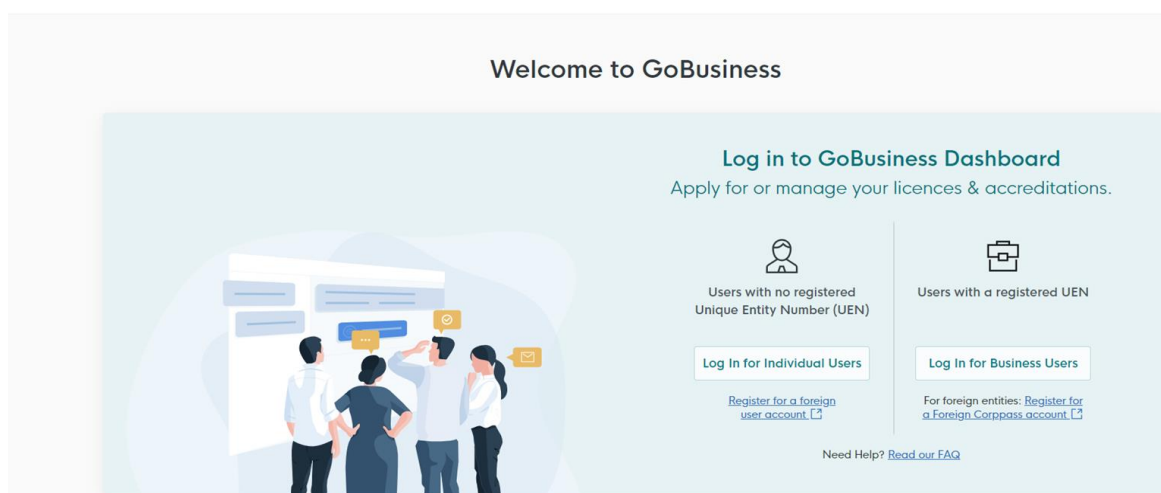 Welcome to GoBusiness
Log in to GoBusiness Dashboard
Apply for or manage your licences & accreditations.
Users with no registered
Unique Entity Number (UEN)
Log In for Individual Users
Register for a foreign
user account
Users with a registered UEN
Log In for Business Users
For foreign entities: Register for
a Foreign Corppass account
Need Help? Read our FAQ